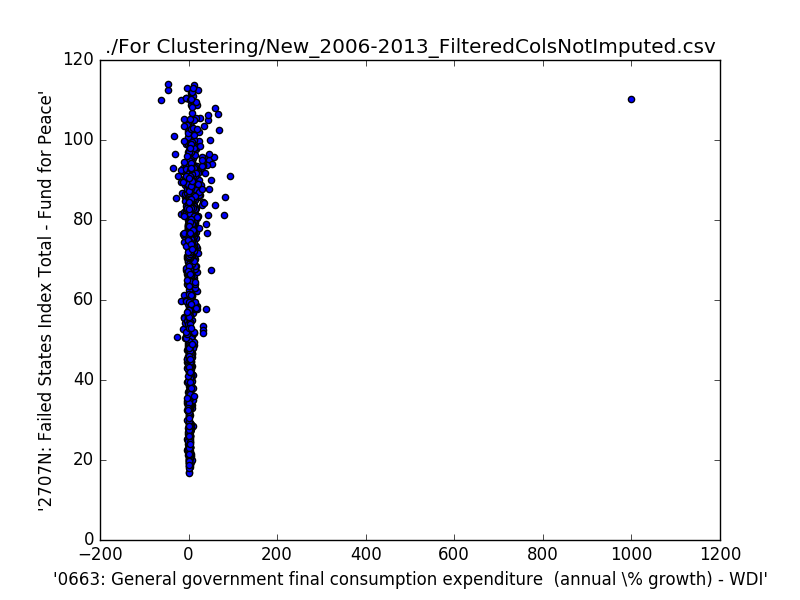 ./For Clustering/New_2006-2013_FilteredColsNotImputed.csv
120
100
80
60
40
20
0
'2707N: Failed States Index Total - Fund for Peace'
−200 0 200 400 600 800 1000 1200
'0663: General government final consumption expenditure  (annual \% growth) - WDI'